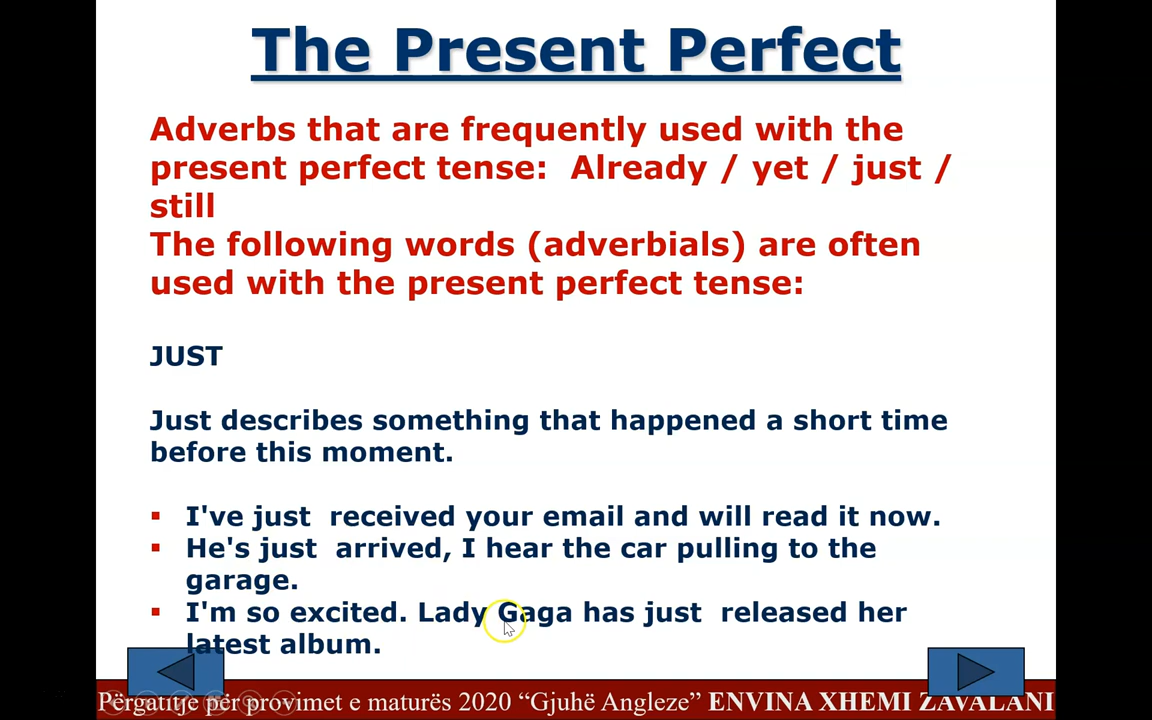 The Present Perfect
Adverbs that are frequently used with the
present perfect tense:  Already / yet / just /
still
The following words (adverbials) are often
used with the present perfect tense:
JUST
Just describes something that happened a short time
before this moment.
▪ I've just  received your email and will read it now.
▪ He's just  arrived, I hear the car pulling to the
garage.
▪ I'm so excited. Lady Gaga has just  released her
latest album.
Përgatitje për provimet e maturës 2020 “Gjuhë Angleze” ENVINA XHEMI ZAVALANI